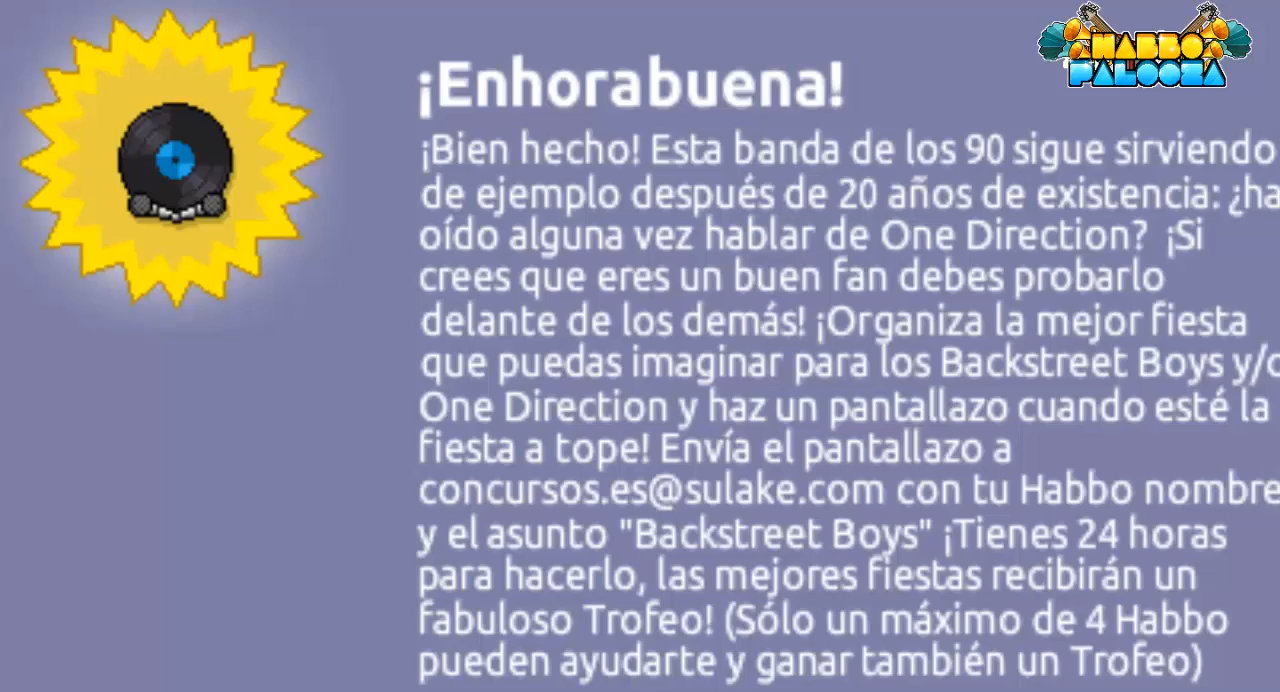 HABBO
PALOOZA
¡Enhorabuena!
¡Bien hecho! Esta banda de los 90 sigue sirviendo
de ejemplo después de 20 años de existencia: ¿ha
oído alguna vez hablar de One Direction? ¡Si
crees que eres un buen fan debes probarlo
delante de los demás! ¡Organiza la mejor fiesta
que puedas imaginar para los Backstreet Boys y/o
One Direction y haz un pantallazo cuando esté la
fiesta a tope! Envía el pantallazo a
concursos.es@sulake.com con tu Habbo nombre
y el asunto "Backstreet Boys" ¡Tienes 24 horas
para hacerlo, las mejores fiestas recibirán un
fabuloso Trofeo! (Sólo un máximo de 4 Habbo
pueden ayudarte y ganar también un Trofeo)